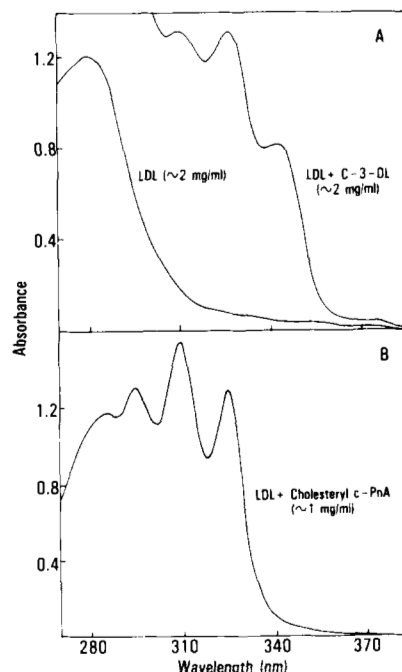 A
1.2
0.8
0.4
LDL (~2 mg/ml)
LDL + C-3-DL
(~2 mg/ml)
Absorbance
B
1.2
0.8
0.4
LDL + Cholesteryl c-PnA
(~1 mg/ml)
280 310 340 370
Wavelength (nm)